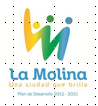 La Molina
Una ciudad que brilla
Plan de Desarrollo 2012 - 2021